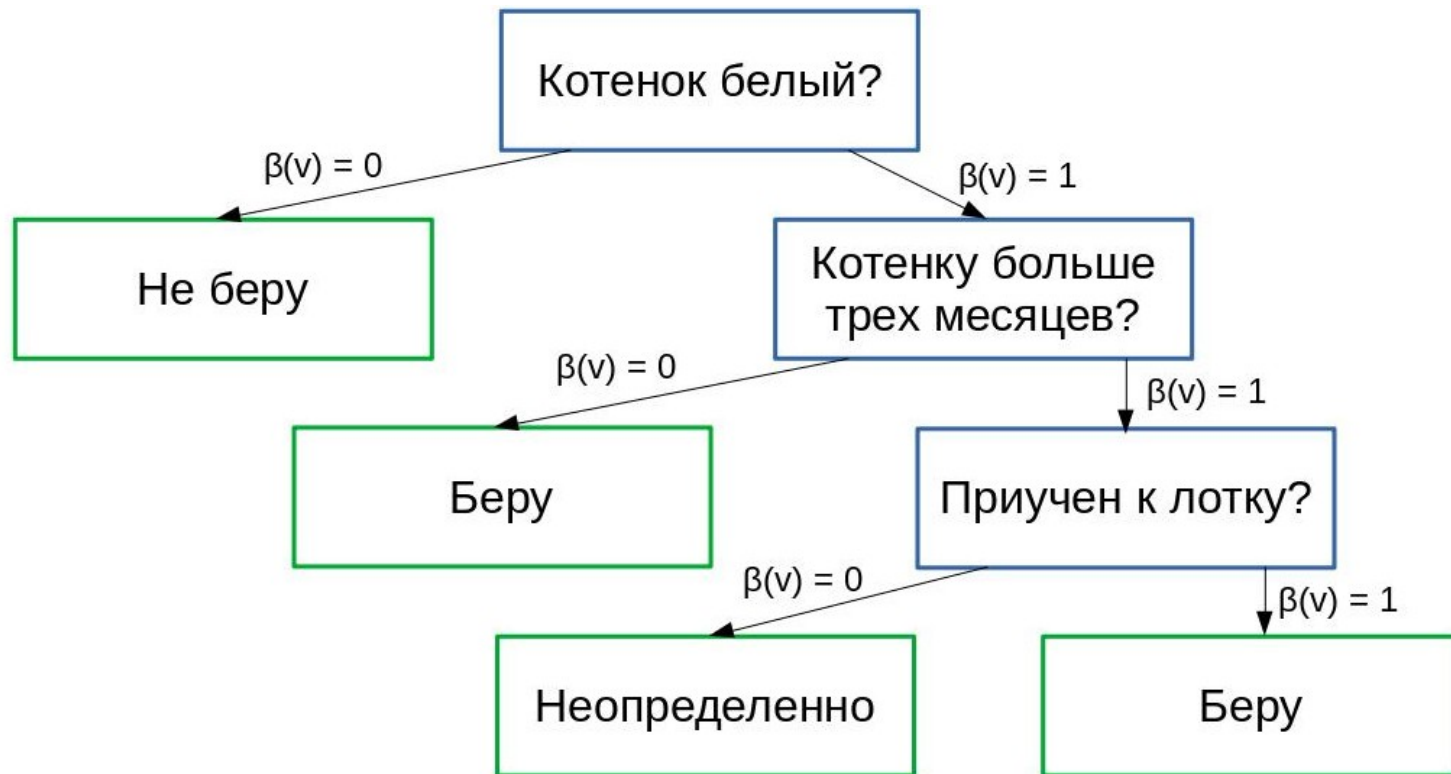 Котенок белый?
β(v) = 0
β(v) = 1
Не беру
Котенку больше
трех месяцев?
β(v) = 0
β(v) = 1
Беру
Приучен к лотку?
β(v) = 0
β(v) = 1
Неопределенно
Беру